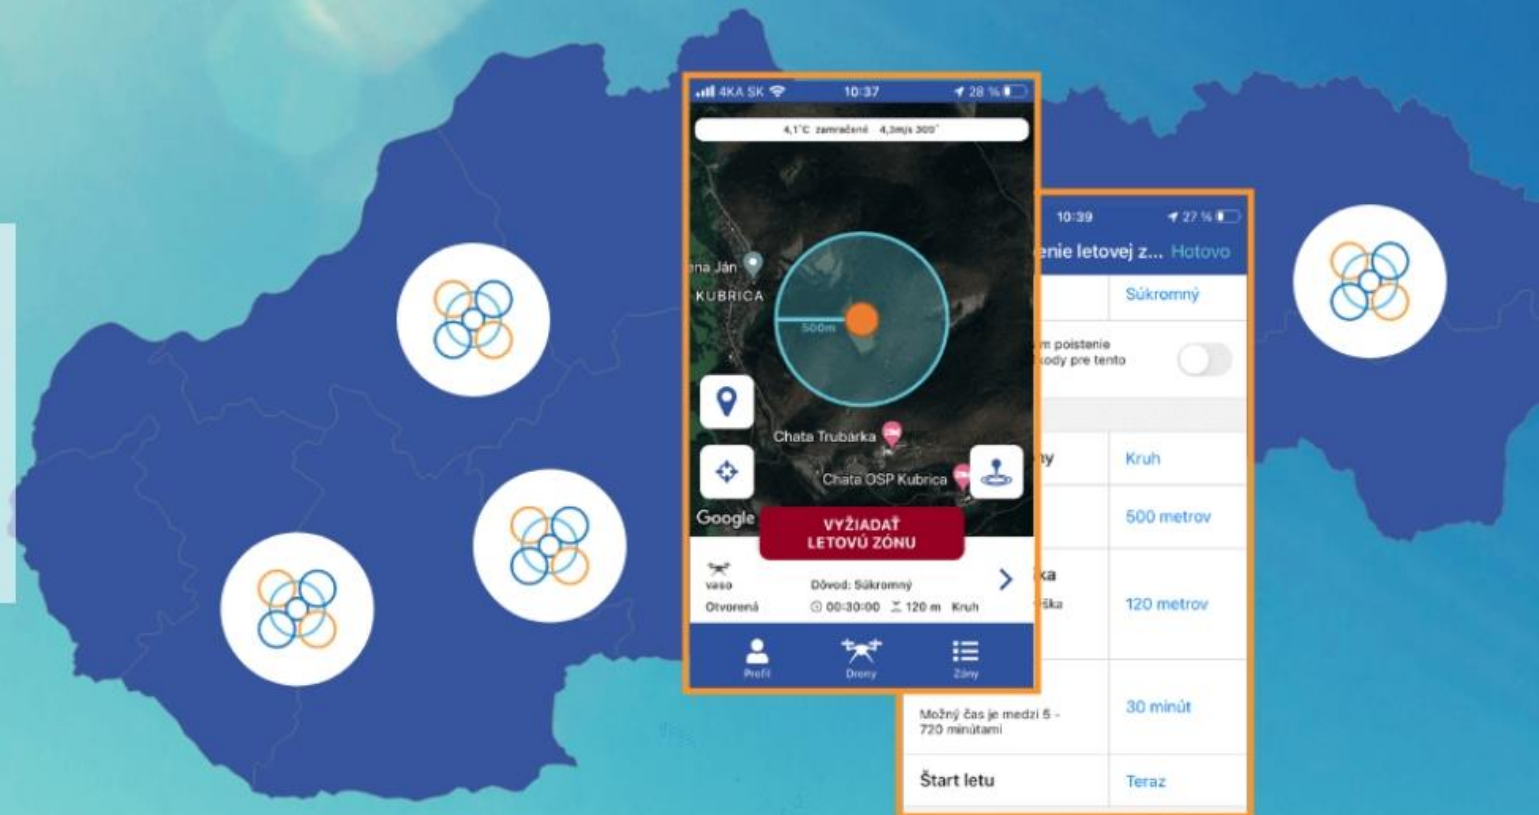 4KA SK 10:37 28 %
4,1°C zamračené 4,3m/s 300°
na Ján
KUBRICA
500m
Chata Trubárka
Chata OSP Kubrica
Google
VYŽIADAŤ
LETOVÚ ZÓNU
vaso
Dôvod: Súkromný
Otvorená 00:30:00 120 m Kruh
Profil Drony Zóny
10:39 27 %
enie letovej z... Hotovo
Súkromný
m poistenie
kody pre tento
ny Kruh
500 metrov
ka
ška
120 metrov
30 minút
Možný čas je medzi 5 -
720 minútami
Štart letu Teraz